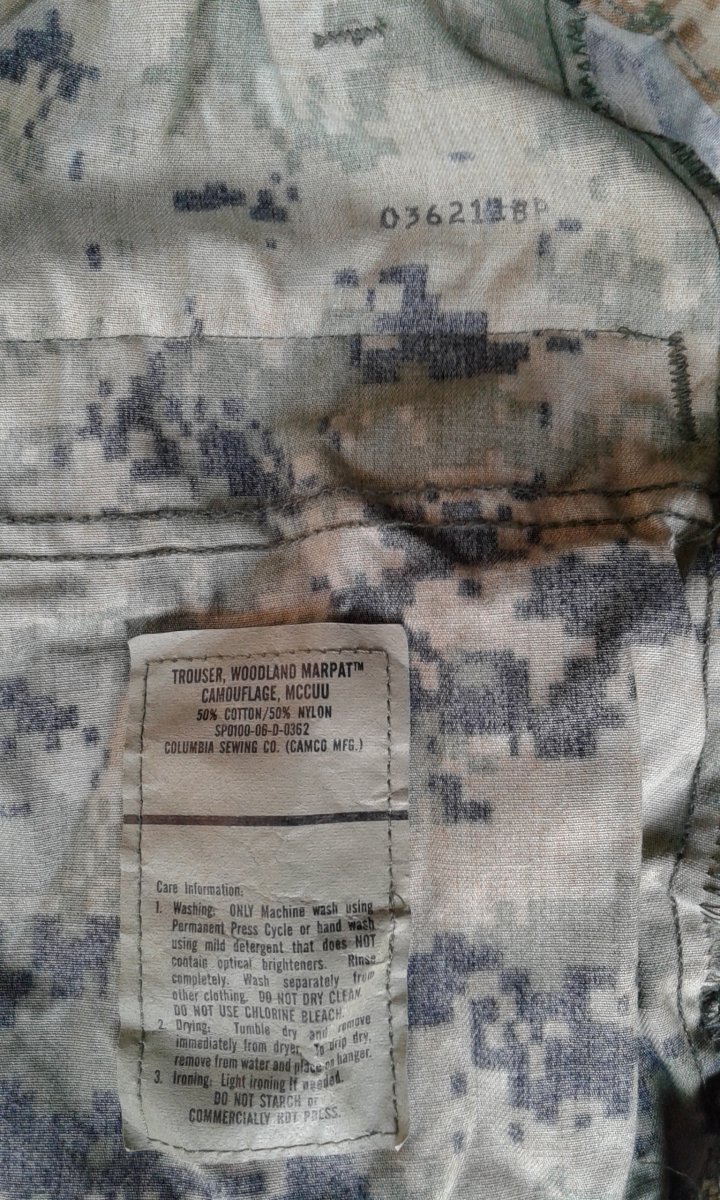 TROUSER, WOODLAND MARPAT™
CAMOUFLAGE, MCCUU
50% COTTON/50% NYLON
SPO100-06-D-0362
COLUMBIA SEWING CO. (CAMCO MFG.)
Care Information:
1. Washing: ONLY Machine wash using
Permanent Press Cycle or hand wash
using mild detergent that does NOT
contain optical brighteners. Rinse
completely. Wash separately from
other clothing. DO NOT DRY CLEAN.
DO NOT USE CHLORINE BLEACH.
2. Drying: Tumble dry and remove
immediately from dryer. To drip dry,
remove from water and place on hanger.
3. Ironing: Light ironing if needed.
DO NOT STARCH or
COMMERCIALLY HOT PRESS.